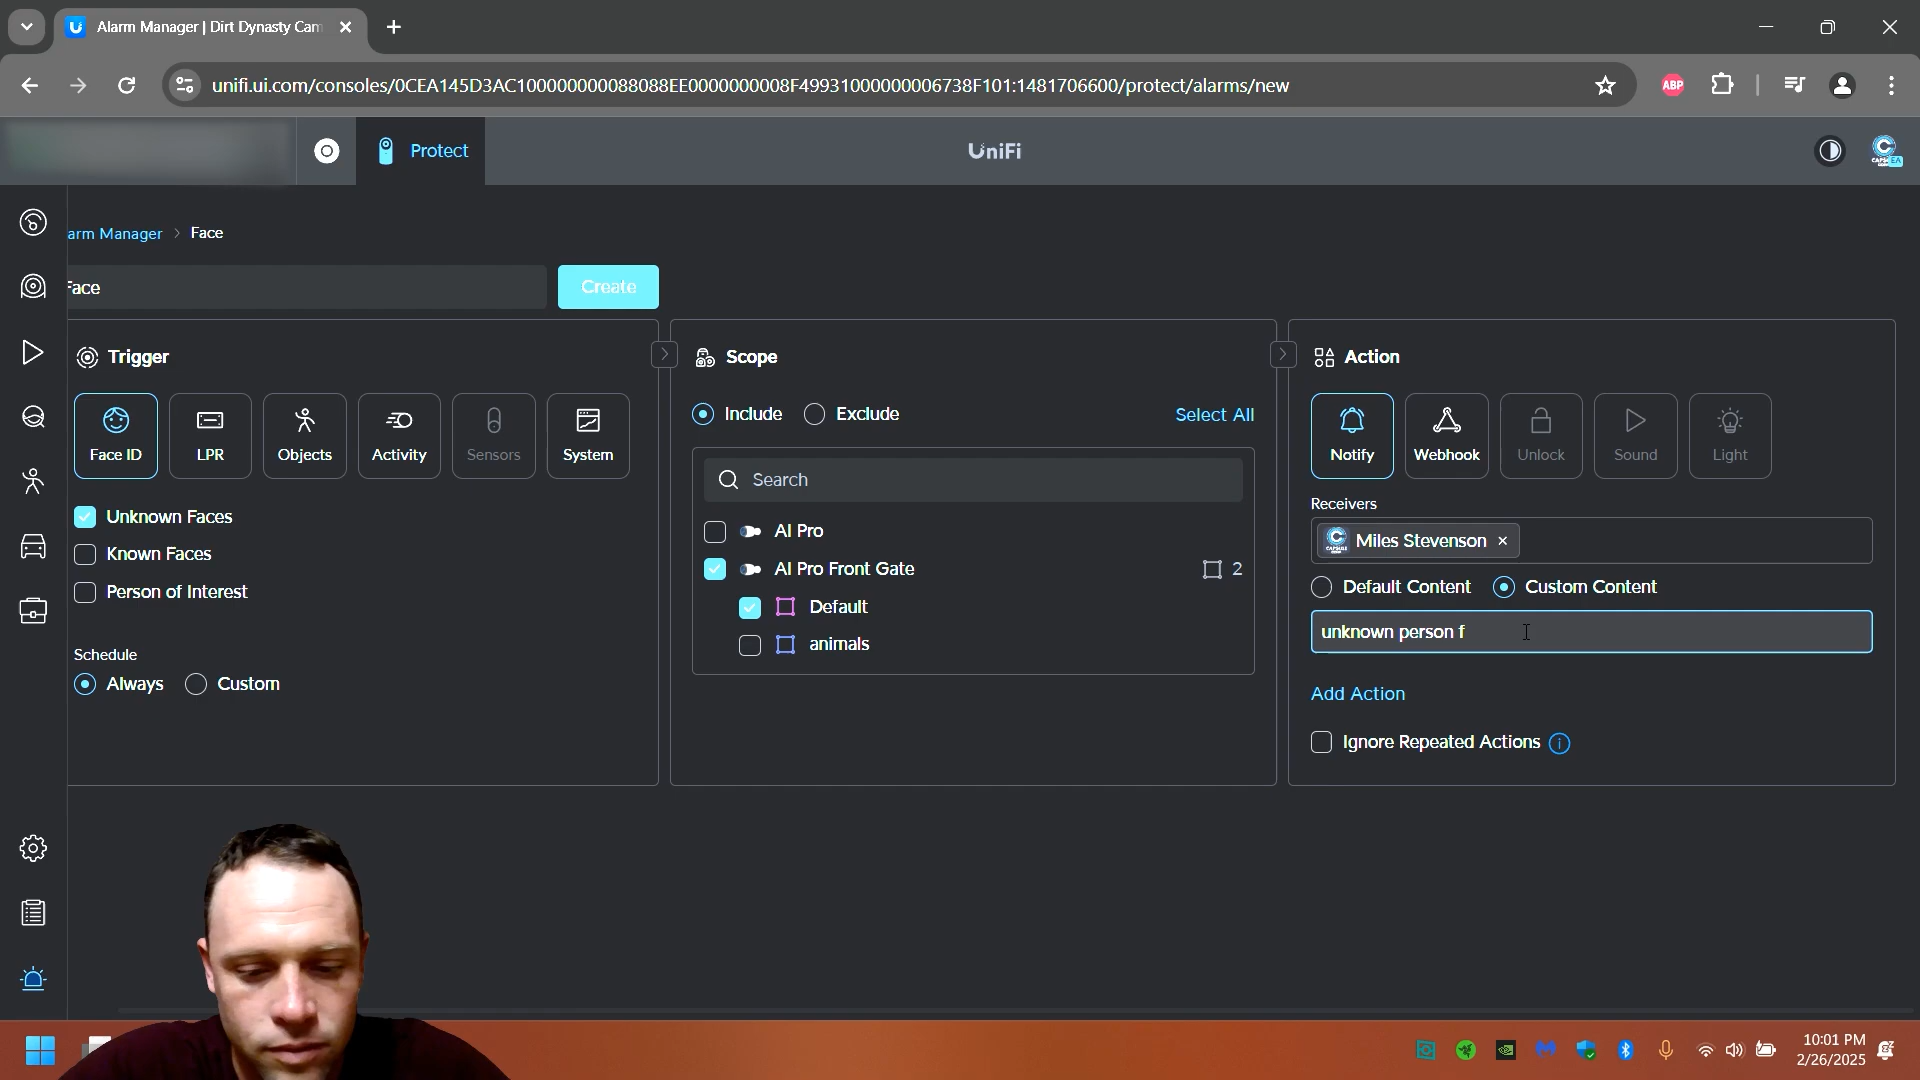 Alarm Manager | Dirt Dynasty Cam
unifi.ui.com/consoles/0CEA145D3AC100000000088088EE0000000008F49931000000006738F101:1481706600/protect/alarms/new
ABP
Protect
UniFi
EA
arm Manager > Face
Face
Create
Trigger
Face ID
LPR
Objects
Activity
Sensors
System
Unknown Faces
Known Faces
Person of Interest
Schedule
Always
Custom
Scope
Include
Exclude
Select All
Search
AI Pro
AI Pro Front Gate
2
Default
animals
Action
Notify
Webhook
Unlock
Sound
Light
Receivers
Miles Stevenson
Default Content
Custom Content
unknown person f
Add Action
Ignore Repeated Actions
10:01 PM
2/26/2025